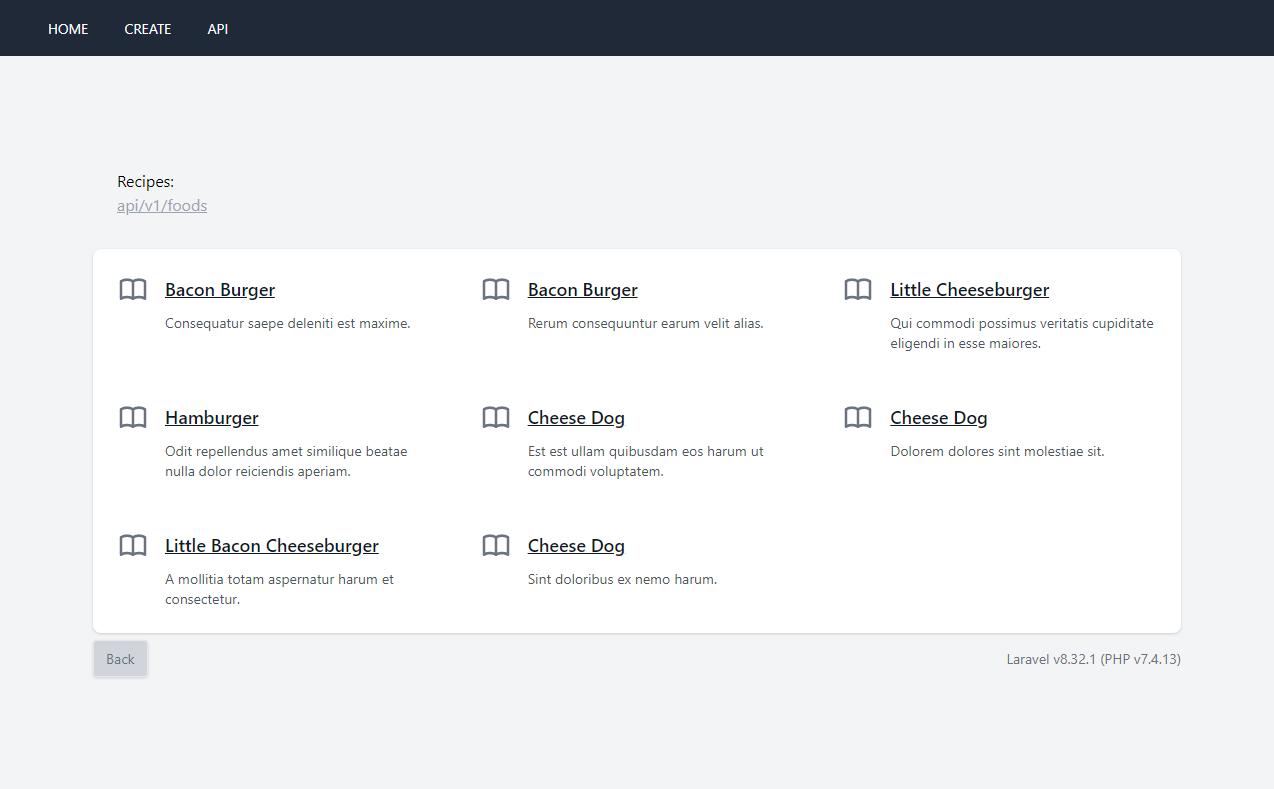 HOME CREATE API
Recipes:
api/v1/foods
Bacon Burger
Consequatur saepe deleniti est maxime.
Bacon Burger
Rerum consequuntur earum velit alias.
Little Cheeseburger
Qui commodi possimus veritatis cupiditate
eligendi in esse maiores.
Hamburger
Odit repellendus amet similique beatae
nulla dolor reiciendis aperiam.
Cheese Dog
Est est ullam quibusdam eos harum ut
commodi voluptatem.
Cheese Dog
Dolorem dolores sint molestiae sit.
Little Bacon Cheeseburger
A mollitia totam aspernatur harum et
consectetur.
Cheese Dog
Sint doloribus ex nemo harum.
Back
Laravel v8.32.1 (PHP v7.4.13)